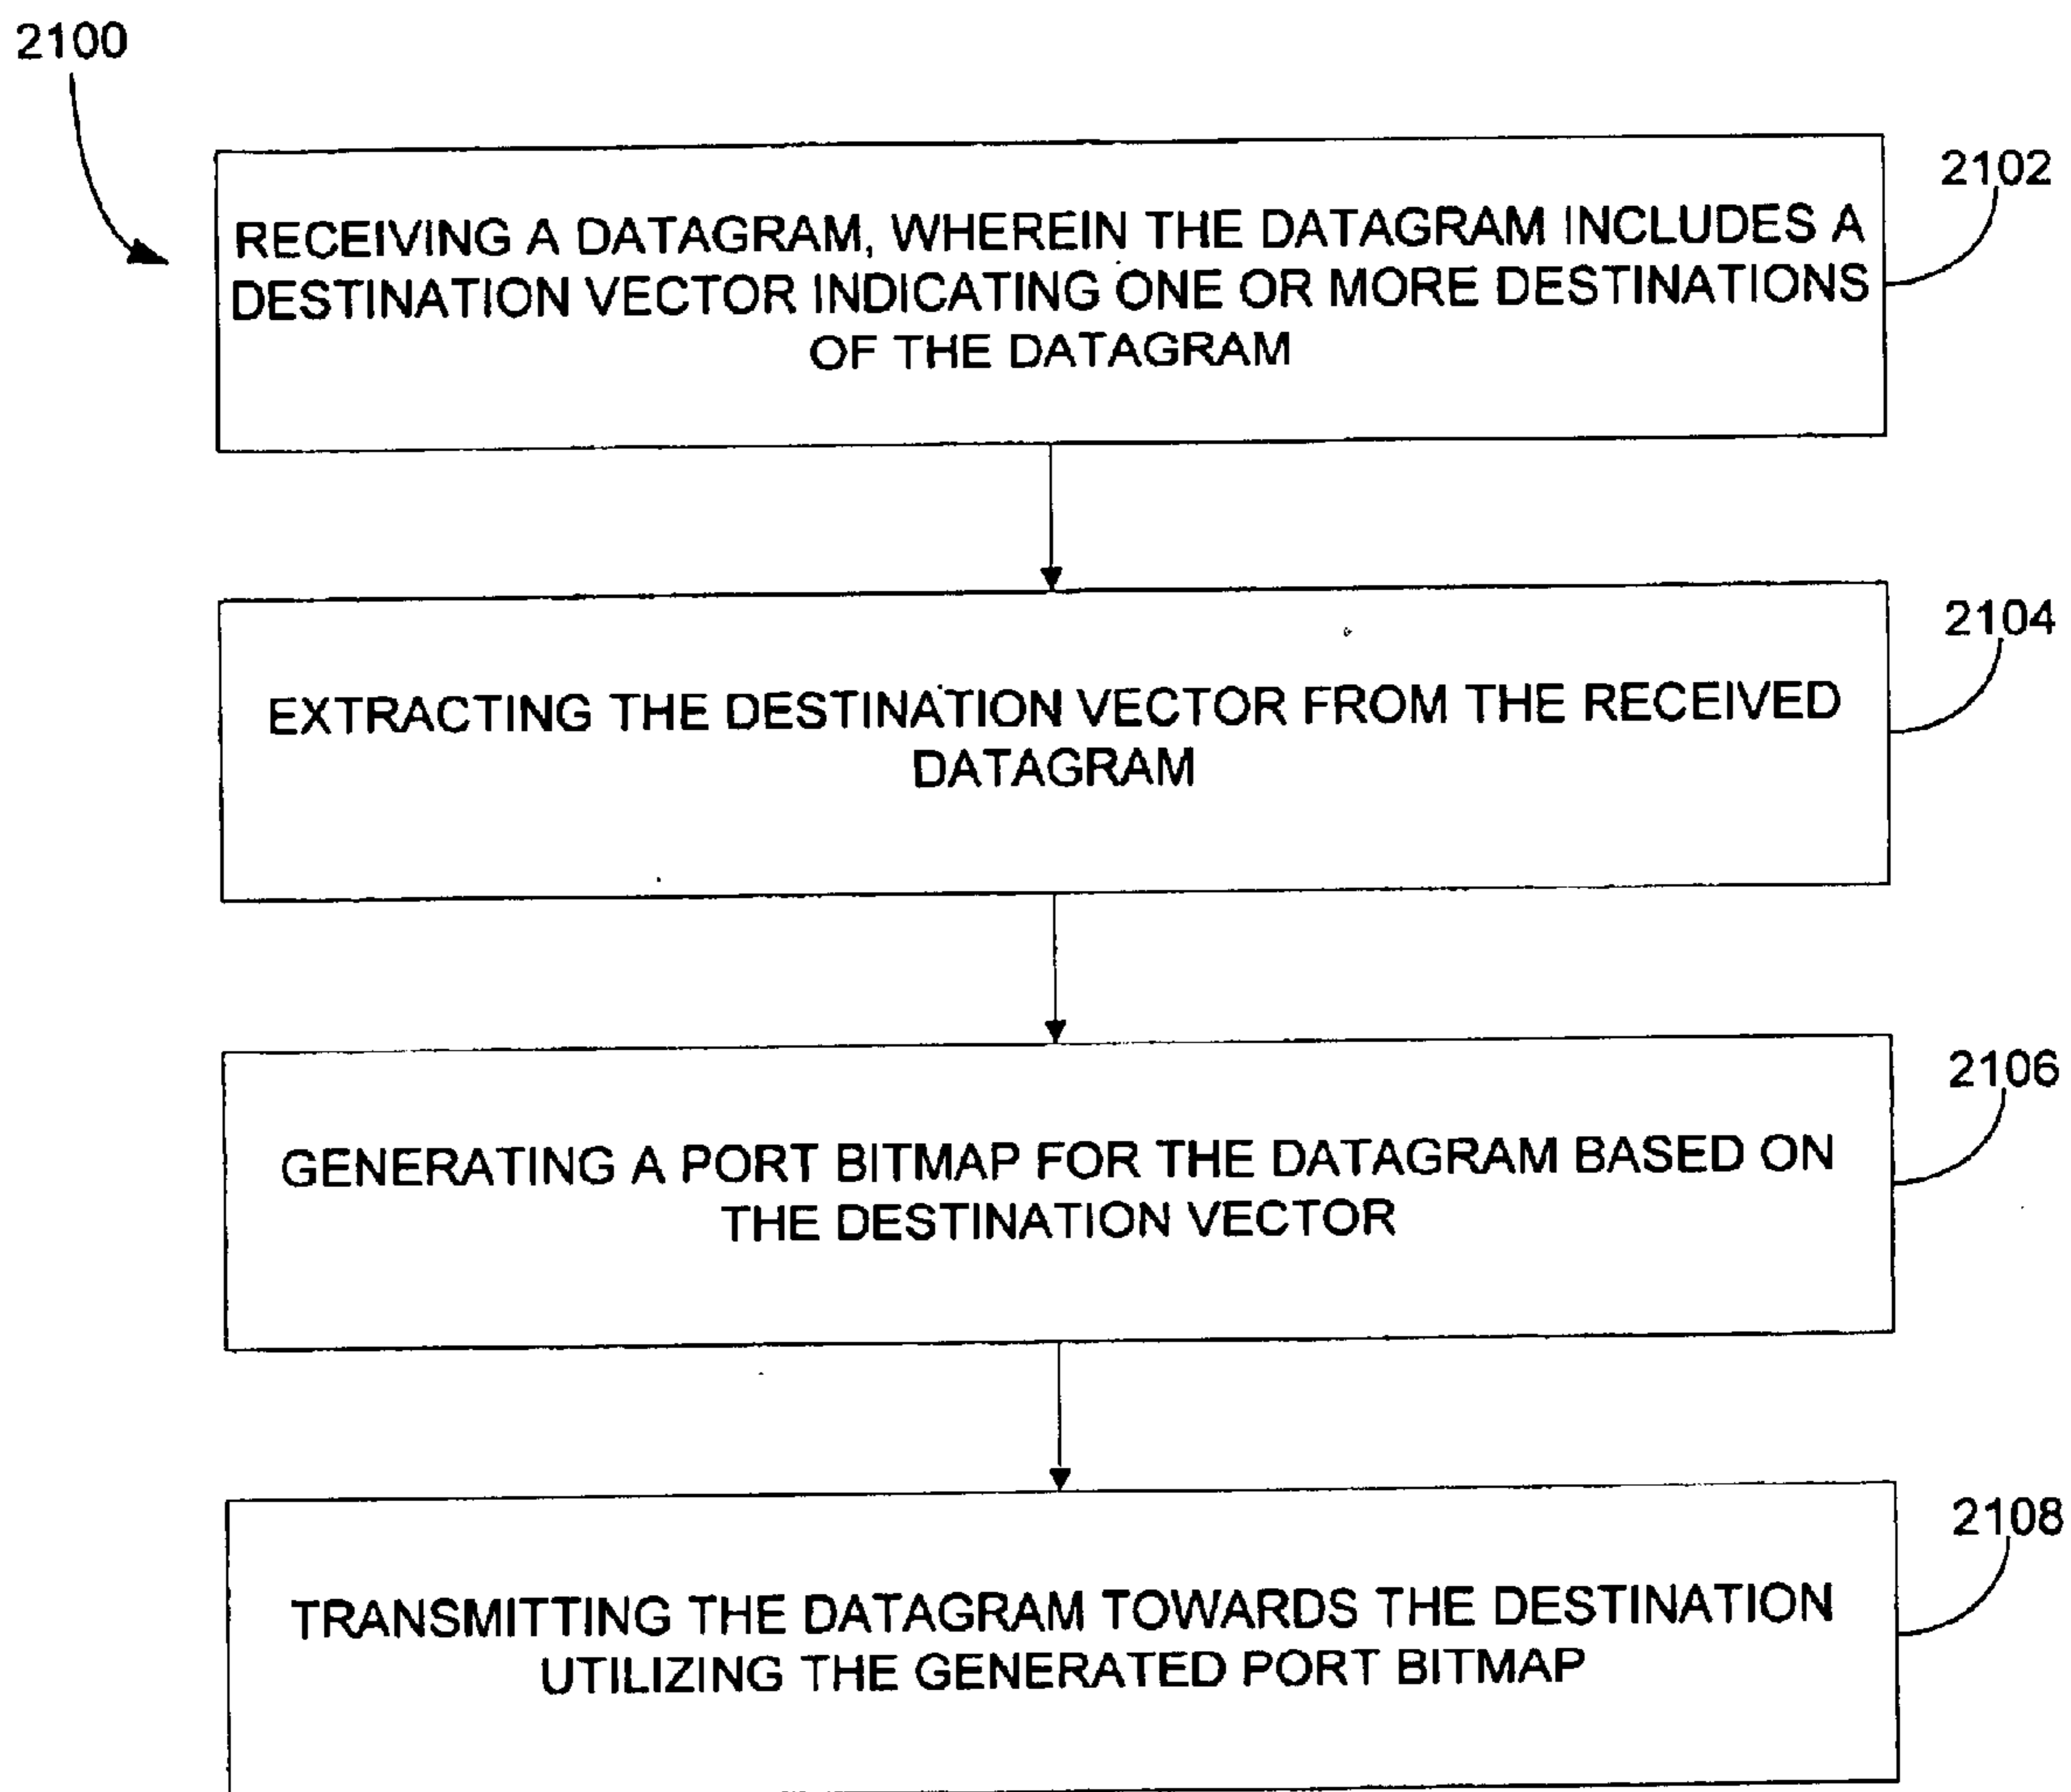 2100
2102
RECEIVING A DATAGRAM, WHEREIN THE DATAGRAM INCLUDES A
DESTINATION VECTOR INDICATING ONE OR MORE DESTINATIONS
OF THE DATAGRAM
2104
EXTRACTING THE DESTINATION VECTOR FROM THE RECEIVED
DATAGRAM
2106
GENERATING A PORT BITMAP FOR THE DATAGRAM BASED ON
THE DESTINATION VECTOR
2108
TRANSMITTING THE DATAGRAM TOWARDS THE DESTINATION
UTILIZING THE GENERATED PORT BITMAP